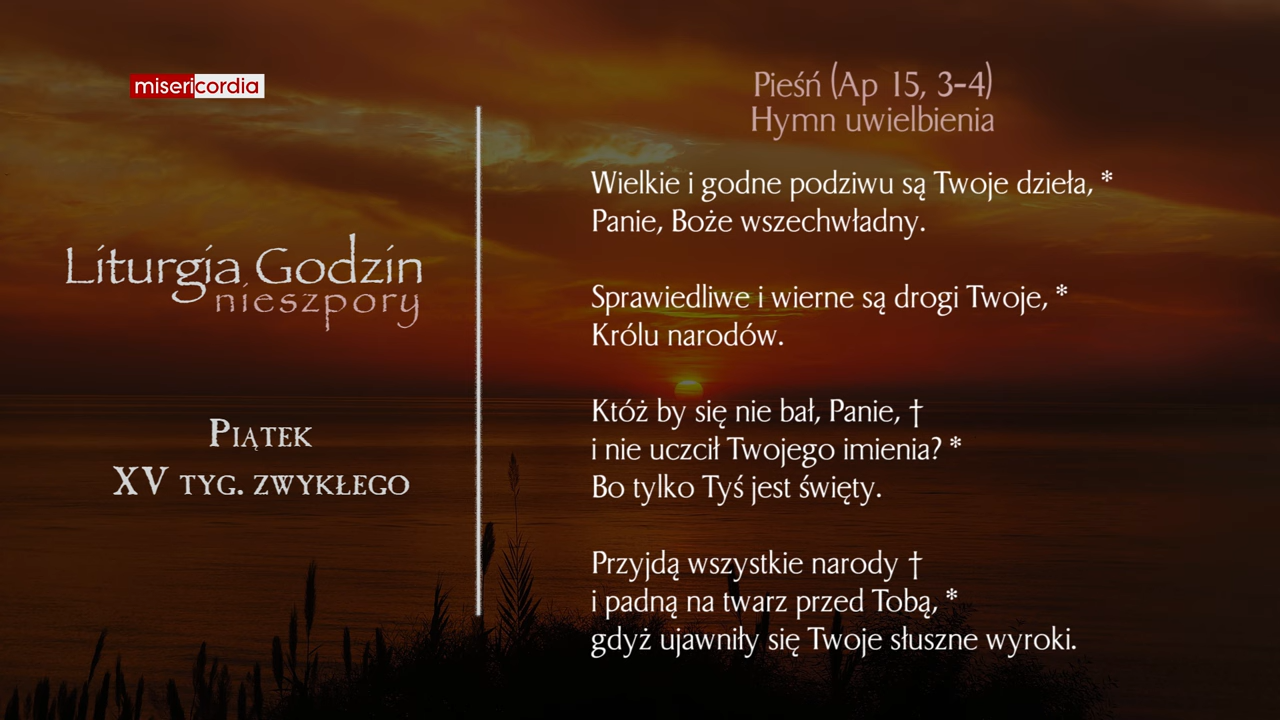 misericordia
Liturgia Godzin
nieszpory
Piątek
XV tyg. zwykłego
Pieśń (Ap 15, 3-4)
Hymn uwielbienia
Wielkie i godne podziwu są Twoje dzieła, *
Panie, Boże wszechwładny.
Sprawiedliwe i wierne są drogi Twoje, *
Królu narodów.
Któż by się nie bał, Panie, †
i nie uczcił Twojego imienia? *
Bo tylko Tyś jest święty.
Przyjdą wszystkie narody †
i padną na twarz przed Tobą, *
gdyż ujawniły się Twoje słuszne wyroki.